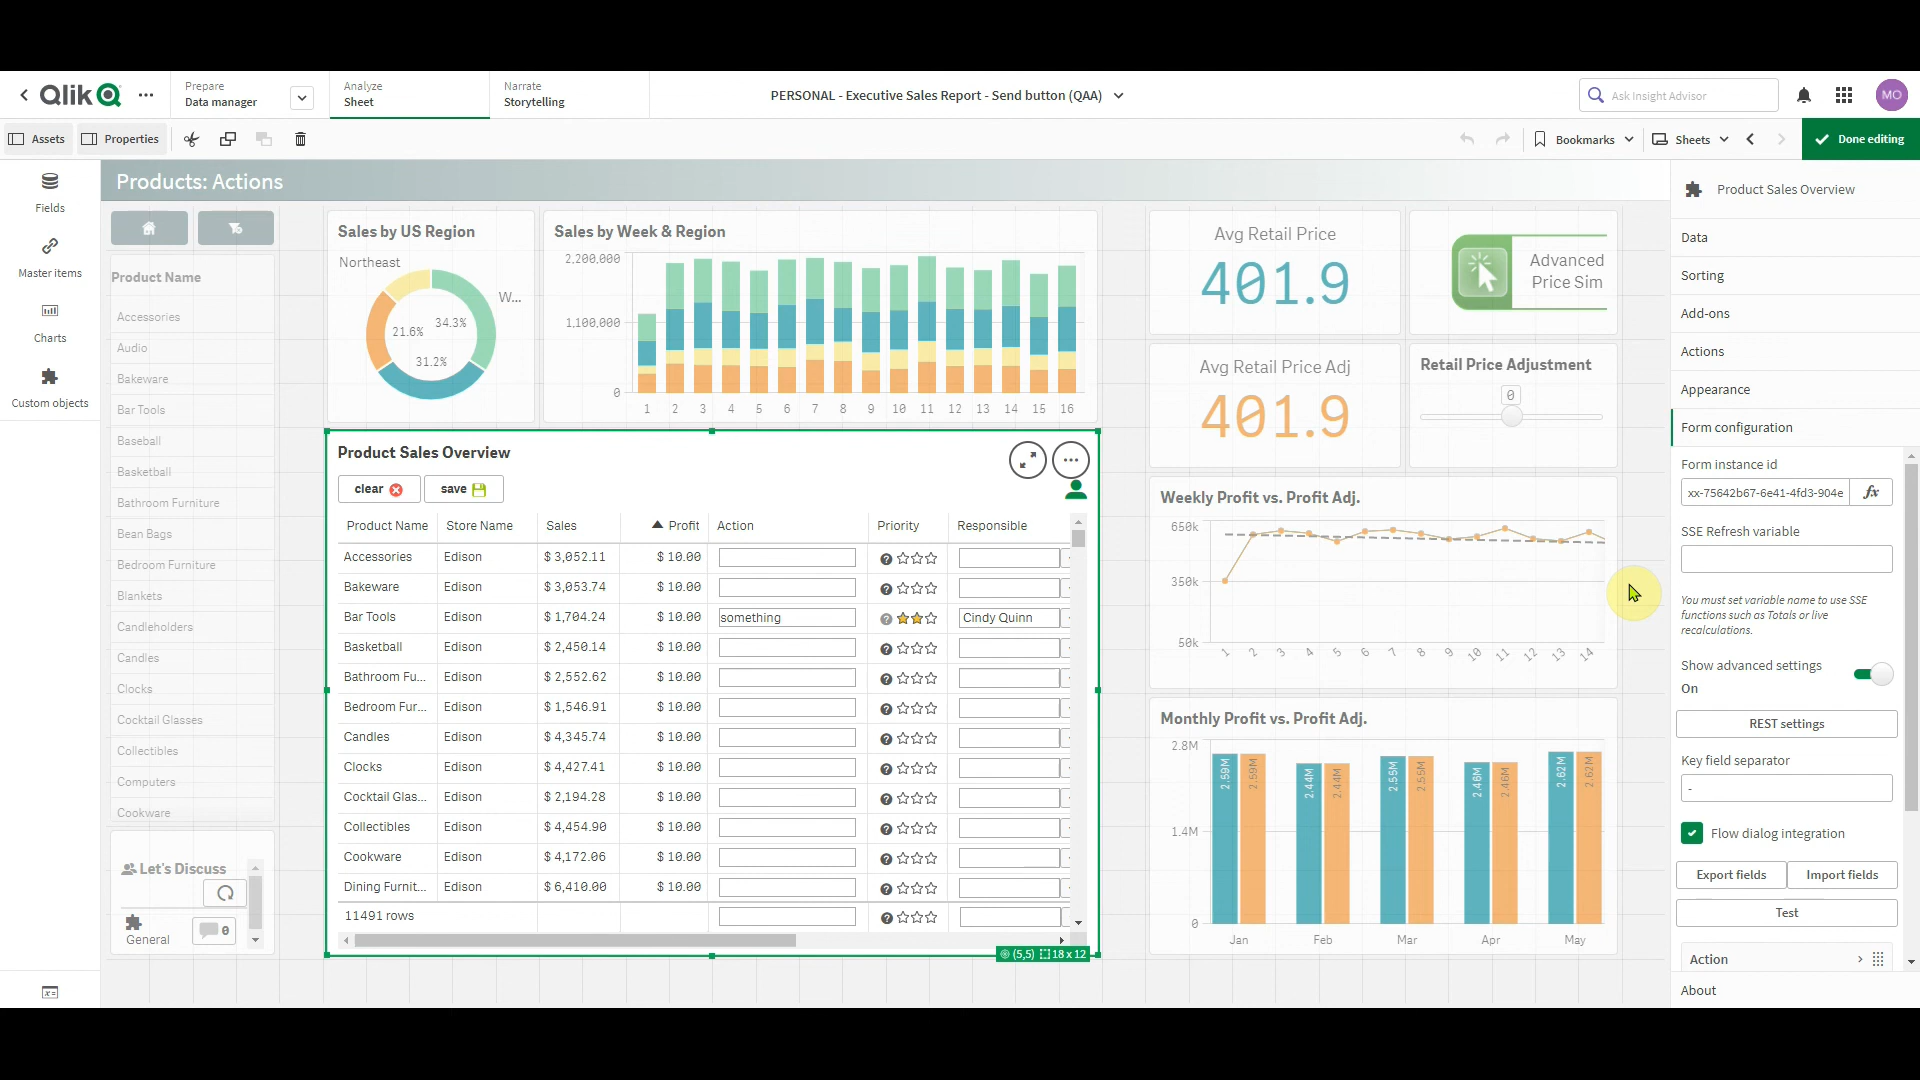 Qlik
Prepare
Data manager
Analyze
Sheet
Narrate
Storytelling
PERSONAL - Executive Sales Report - Send button (QAA)
Ask Insight Advisor
MO
Assets
Properties
Bookmarks
Sheets
Done editing
Fields
Master items
Charts
Custom objects
Products: Actions
Product Name
Accessories
Audio
Bakeware
Bar Tools
Baseball
Basketball
Bathroom Furniture
Bean Bags
Bedroom Furniture
Blankets
Candleholders
Candles
Clocks
Cocktail Glasses
Collectibles
Computers
Cookware
Let's Discuss
General
0
Sales by US Region
Northeast
W...
34.3%
21.6%
31.2%
Sales by Week & Region
2,200,000
1,100,000
0
1 2 3 4 5 6 7 8 9 10 11 12 13 14 15 16
Product Sales Overview
clear
save
Product Name Store Name Sales Profit Action Priority Responsible
Accessories Edison $ 3,052.11 $ 10.00
Bakeware Edison $ 3,053.74 $ 10.00
Bar Tools Edison $ 1,704.24 $ 10.00 something Cindy Quinn
Basketball Edison $ 2,450.14 $ 10.00
Bathroom Fu... Edison $ 2,552.62 $ 10.00
Bedroom Fur... Edison $ 1,546.91 $ 10.00
Candles Edison $ 4,345.74 $ 10.00
Clocks Edison $ 4,427.41 $ 10.00
Cocktail Glas... Edison $ 2,194.28 $ 10.00
Collectibles Edison $ 4,454.90 $ 10.00
Cookware Edison $ 4,172.06 $ 10.00
Dining Furnit... Edison $ 6,410.00 $ 10.00
11491 rows
(5,5) 18 x 12
Avg Retail Price
401.9
Advanced
Price Sim
Avg Retail Price Adj
401.9
Retail Price Adjustment
0
Weekly Profit vs. Profit Adj.
650k
350k
50k
1 2 3 4 5 6 7 8 9 10 11 12 13 14
Monthly Profit vs. Profit Adj.
2.8M
1.4M
0
2.59M 2.59M 2.44M 2.44M 2.55M 2.55M 2.46M 2.46M 2.62M 2.62M
Jan Feb Mar Apr May
Product Sales Overview
Data
Sorting
Add-ons
Actions
Appearance
Form configuration
Form instance id
xx-75642b67-6e41-4fd3-904e
fx
SSE Refresh variable
You must set variable name to use SSE
functions such as Totals or live
recalculations.
Show advanced settings
On
REST settings
Key field separator
-
Flow dialog integration
Export fields
Import fields
Test
Action
About